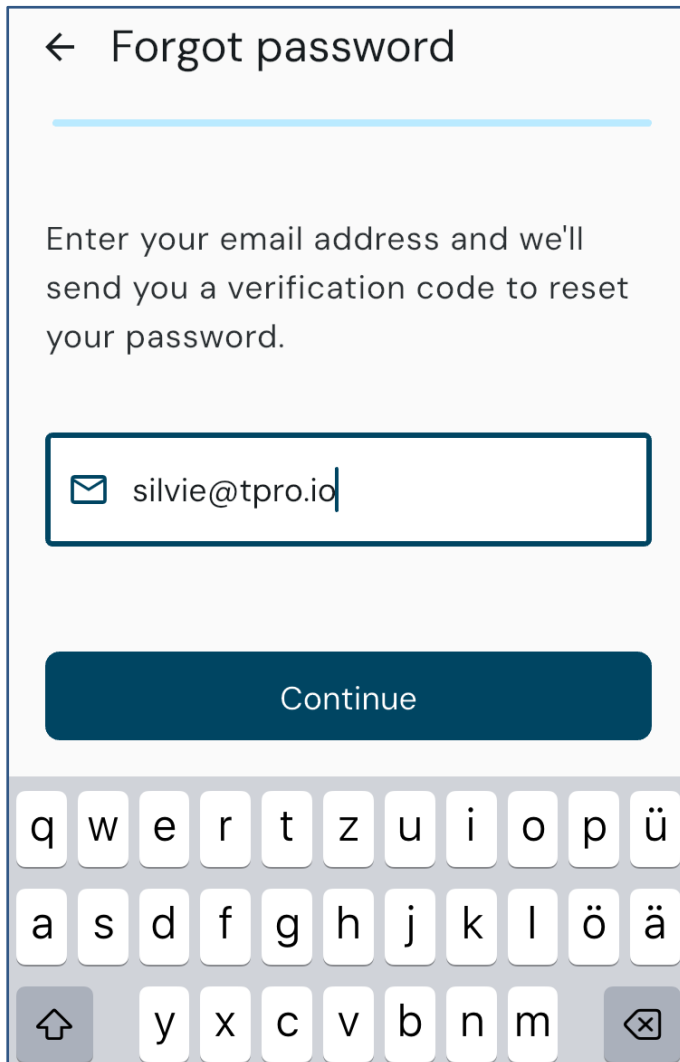 Forgot password
Enter your email address and we'll
send you a verification code to reset
your password.
silvie@tpro.io
Continue
q w e r t z u i o p ü
a s d f g h j k l ö ä
y x c v b n m